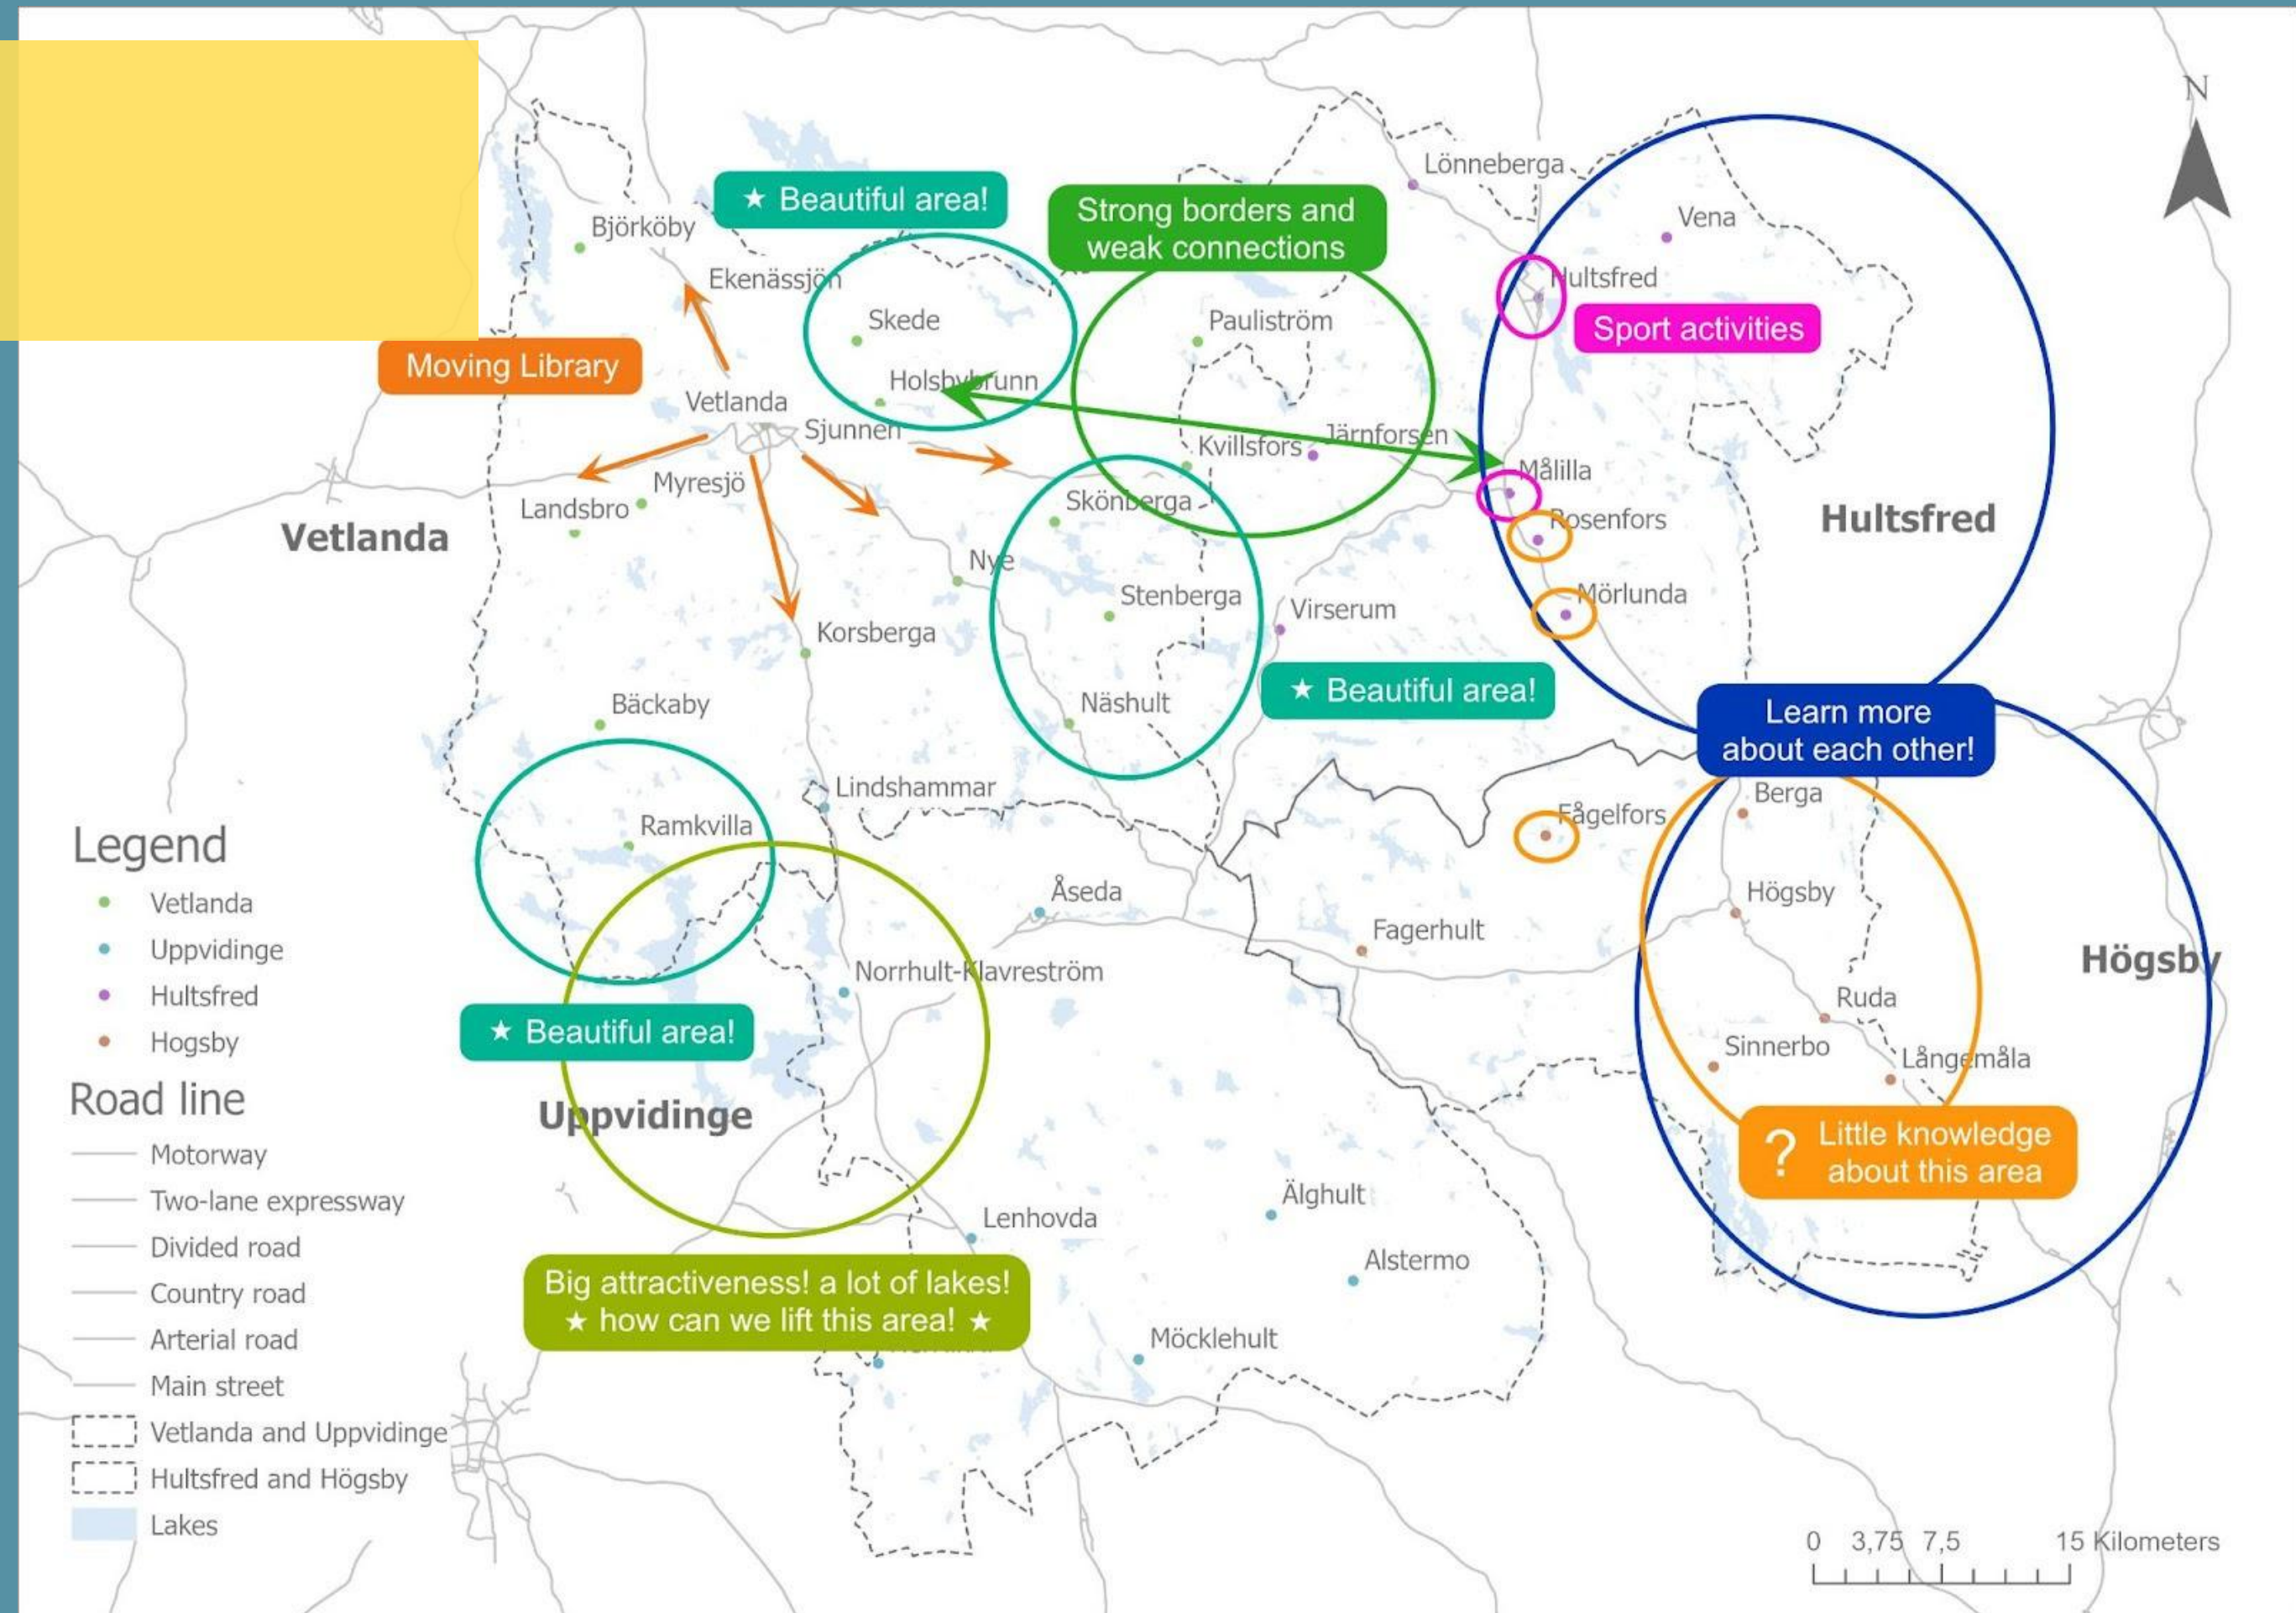 N
Lönneberga
Vena
★ Beautiful area!
Strong borders and
weak connections
Björköby
Ekenässjön
Hultsfred
Skede
Pauliström
Sport activities
Moving Library
Holsbybrunn
Vetlanda
Sjunnen
Kvillsfors
Järnforsen
Målilla
Myresjö
Landsbro
Skönberga
Rosenfors
Vetlanda
Hultsfred
Nye
Stenberga
Mörlunda
Virserum
Korsberga
★ Beautiful area!
Bäckaby
Näshult
Learn more
about each other!
Lindshammar
Berga
Ramkvilla
Fågelfors
Åseda
Högsby
Fagerhult
Högsby
Norrhult-Klavreström
Ruda
★ Beautiful area!
Sinnerbo
Långemåla
Uppvidinge
? Little knowledge
about this area
Älghult
Lenhovda
Alstermo
Big attractiveness! a lot of lakes!
★ how can we lift this area! ★
Möcklehult
Legend
Vetlanda
Uppvidinge
Hultsfred
Hogsby
Road line
Motorway
Two-lane expressway
Divided road
Country road
Arterial road
Main street
Vetlanda and Uppvidinge
Hultsfred and Högsby
Lakes
0 3,75 7,5 15 Kilometers